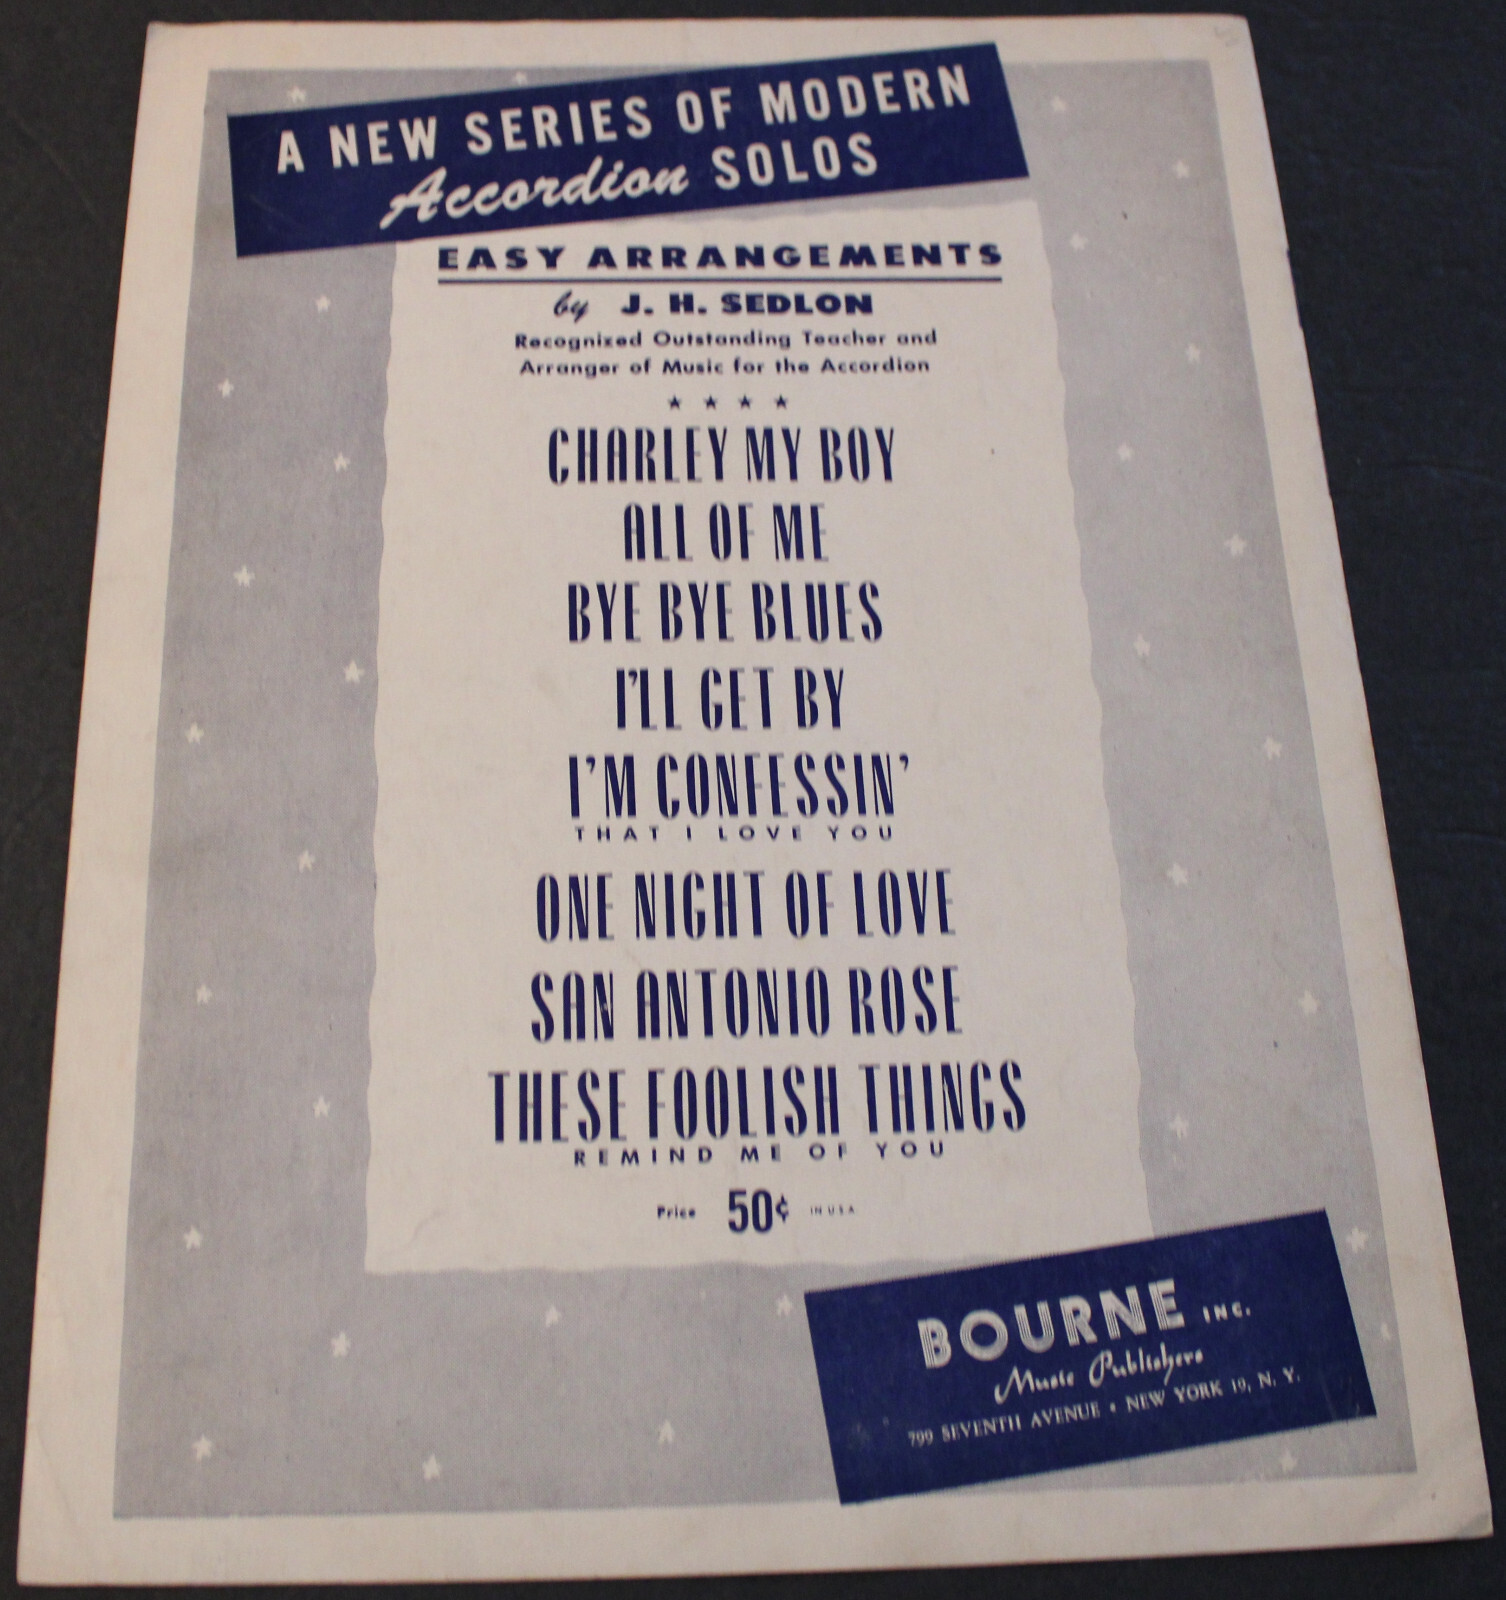 A NEW SERIES OF MODERN
Accordion SOLOS
EASY ARRANGEMENTS
by J. H. SEDLON
Recognized Outstanding Teacher and
Arranger of Music for the Accordion
★ ★ ★ ★
CHARLEY MY BOY
ALL OF ME
BYE BYE BLUES
I'LL GET BY
I'M CONFESSIN'
THAT I LOVE YOU
ONE NIGHT OF LOVE
SAN ANTONIO ROSE
THESE FOOLISH THINGS
REMIND ME OF YOU
Price 50¢ IN U S A
BOURNE INC.
Music Publishers
799 SEVENTH AVENUE • NEW YORK 19, N. Y.